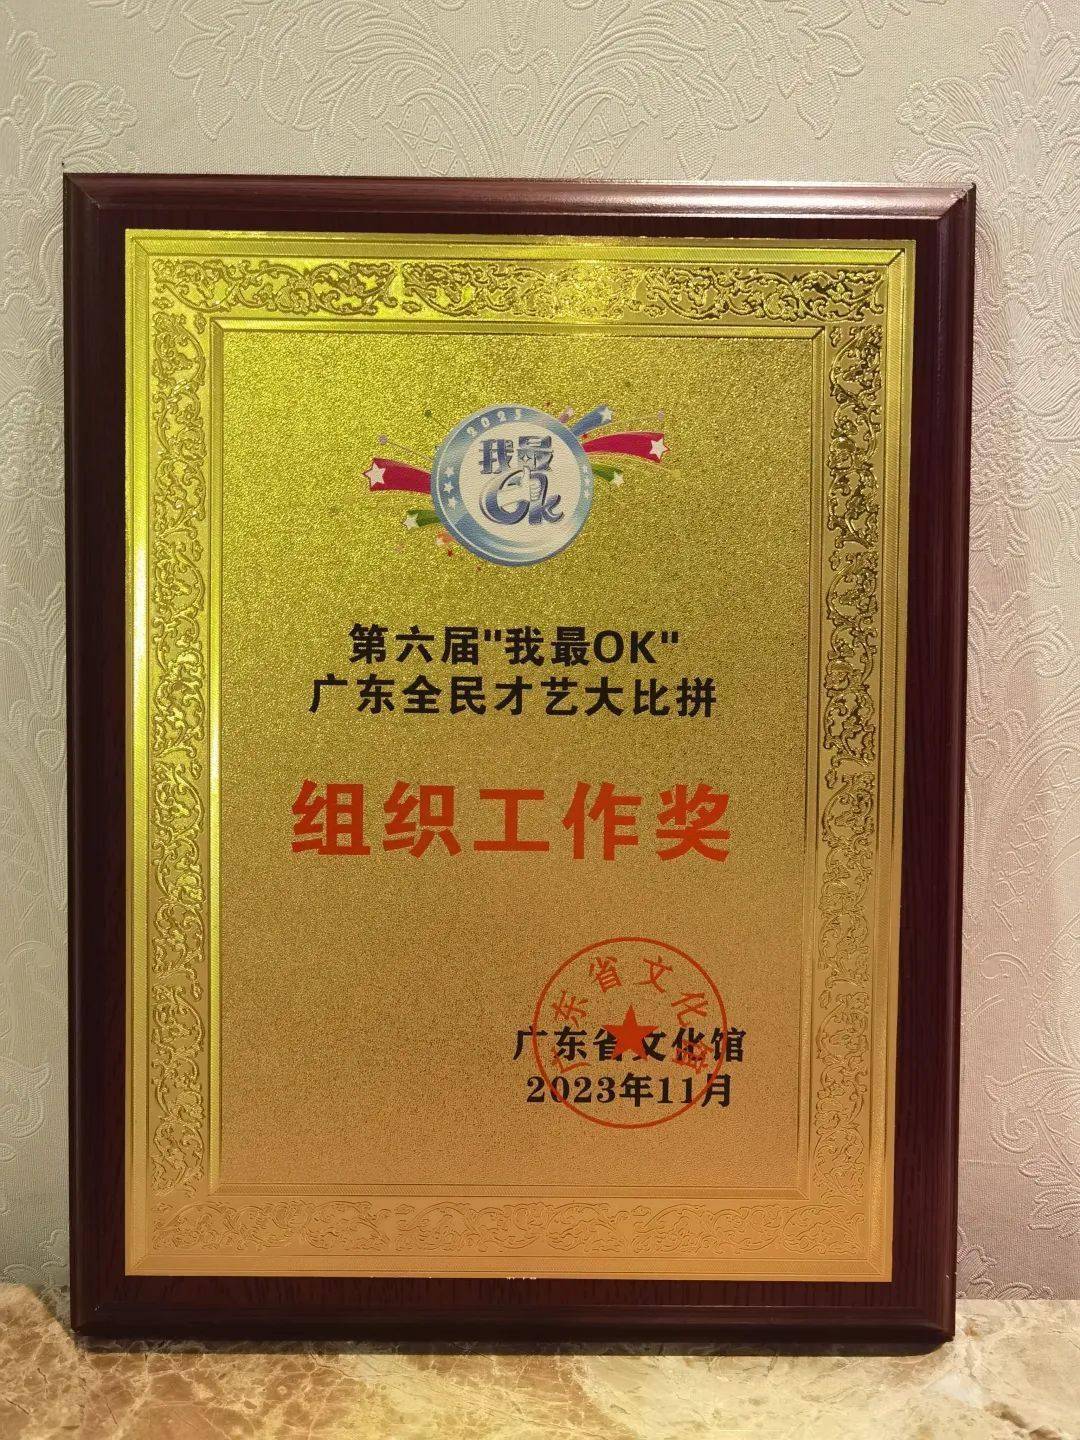 2023
我最
Ok
第六届"我最OK"
广东全民才艺大比拼
组织工作奖
广东省文化馆
广东省文化馆
2023年11月